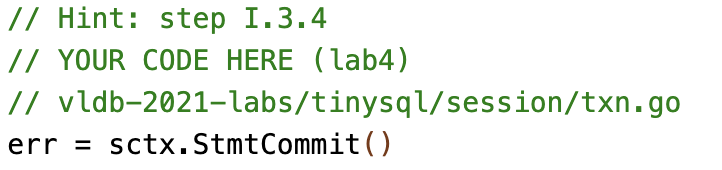 // Hint: step I.3.4
// YOUR CODE HERE (lab4)
// vldb-2021-labs/tinysql/session/txn.go
err = sctx.StmtCommit()